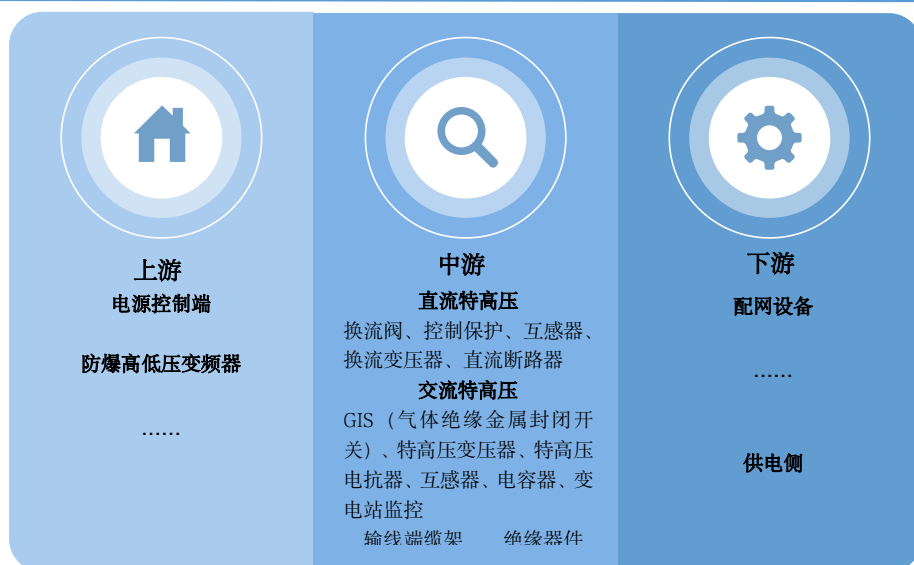 上游
电源控制端
防爆高低压变频器
……
中游
直流特高压
换流阀、控制保护、互感器、
换流变压器、直流断路器
交流特高压
GIS（气体绝缘金属封闭开
关）、特高压变压器、特高压
电抗器、互感器、电容器、变
电站监控
输线端缆架 绝缘器件
下游
配网设备
……
供电侧